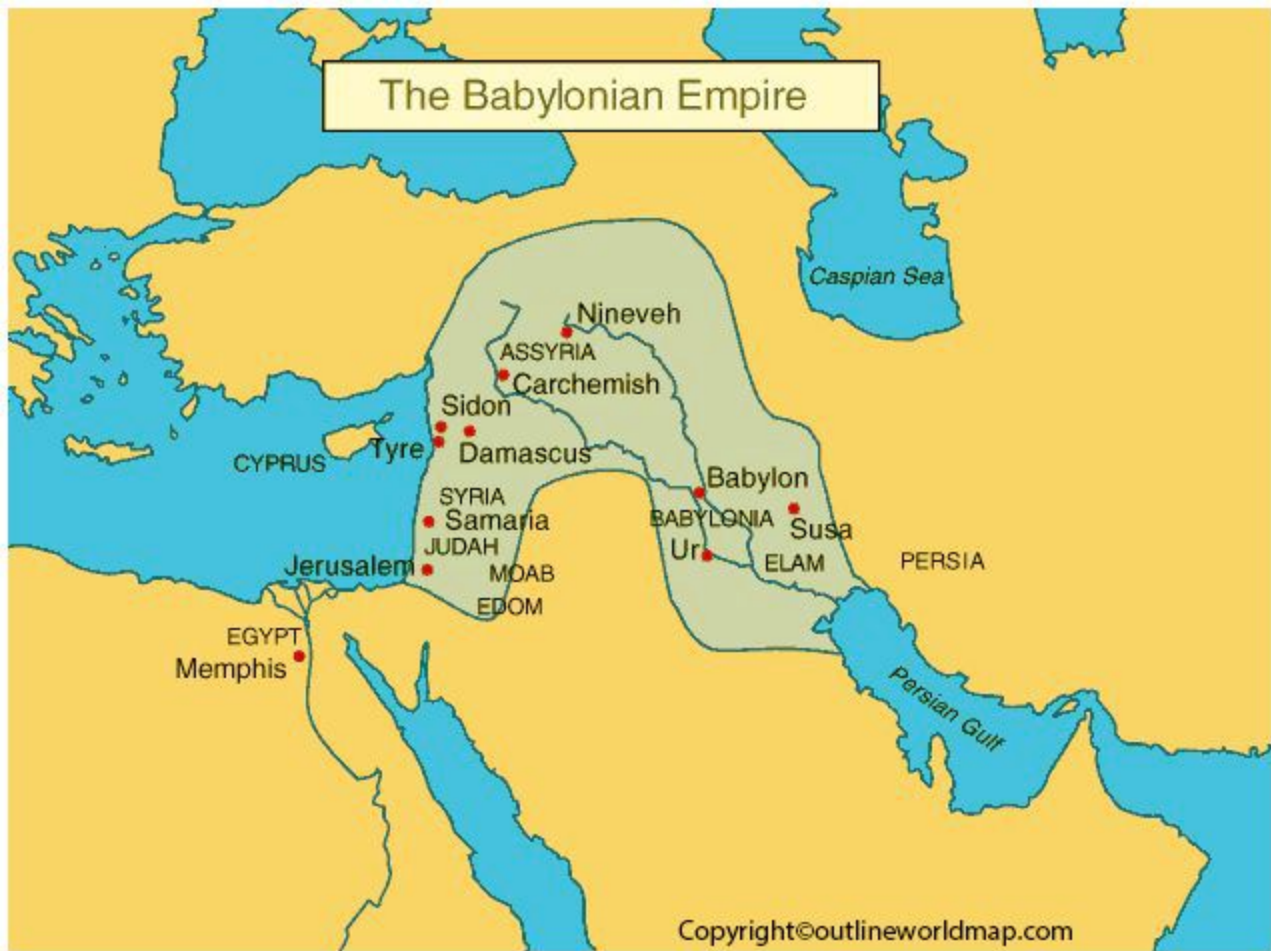 The Babylonian Empire
Caspian Sea
Nineveh
ASSYRIA
Carchemish
Sidon
Tyre
Damascus
CYPRUS
Babylon
SYRIA
Samaria
BABYLONIA
Susa
JUDAH
Ur
ELAM
PERSIA
Jerusalem
MOAB
EDOM
EGYPT
Memphis
Persian Gulf
Copyright©outlineworldmap.com